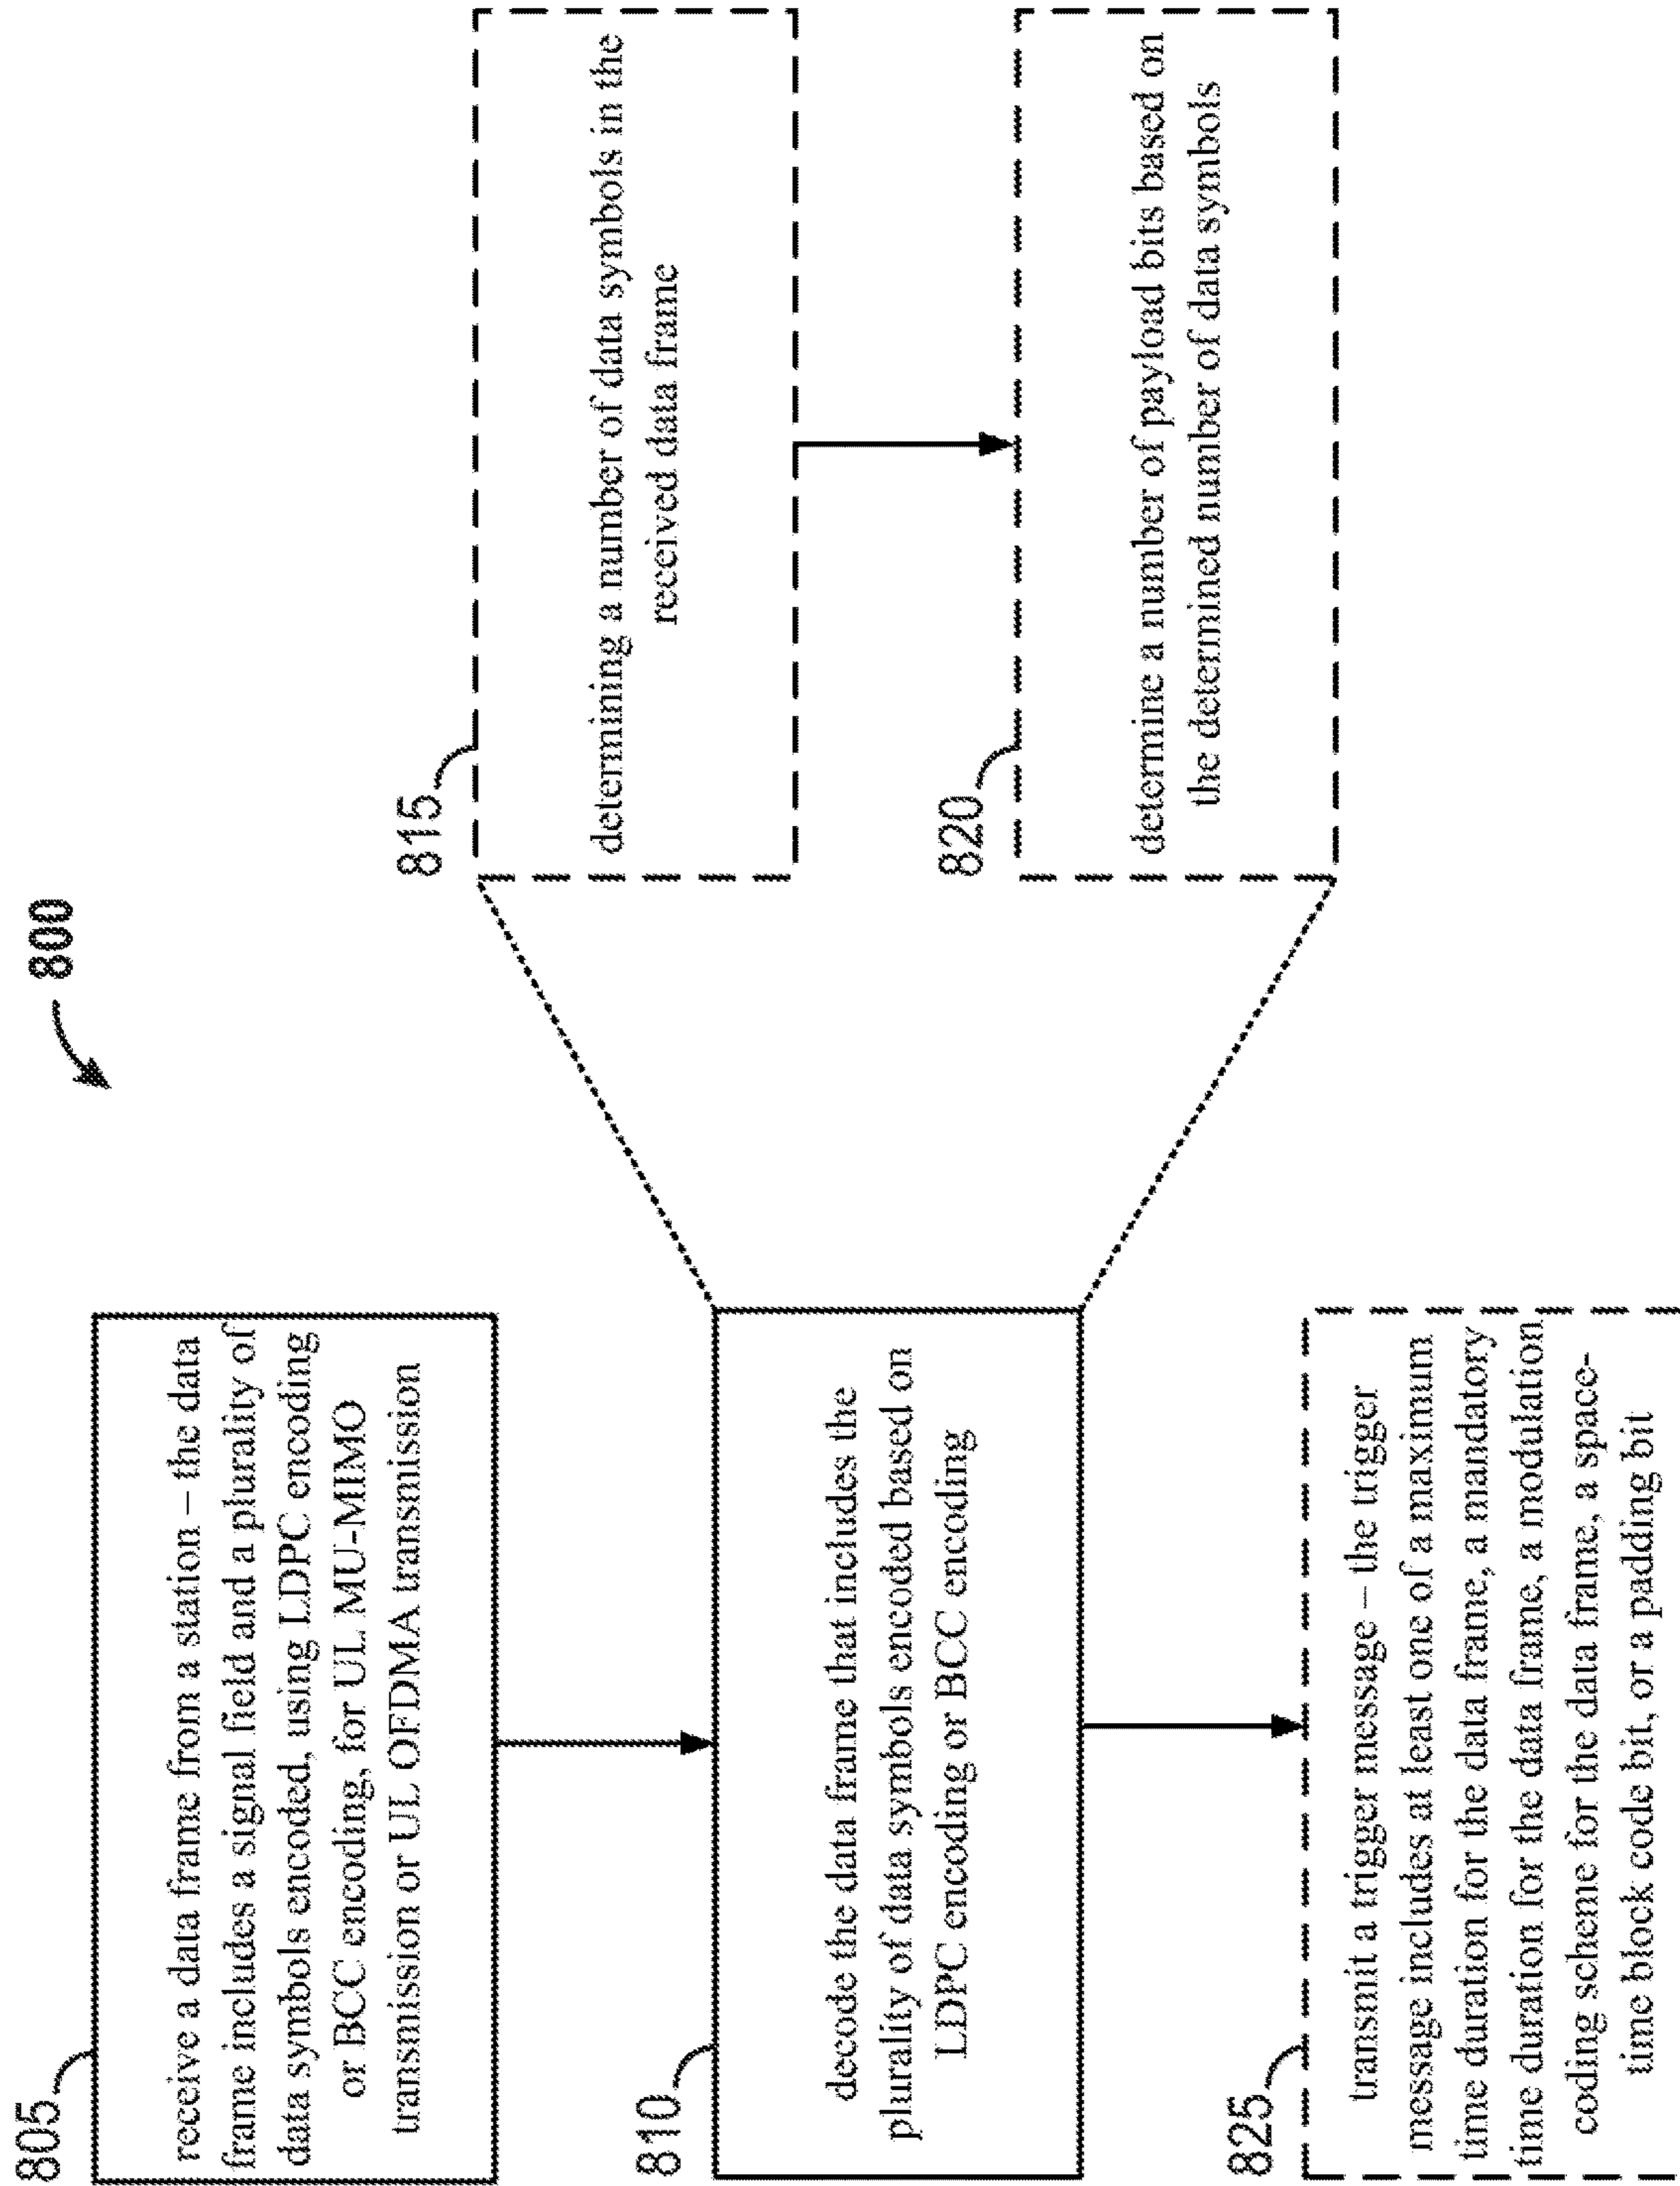 800
805
receive a data frame from a station – the data
frame includes a signal field and a plurality of
data symbols encoded, using LDPC encoding
or BCC encoding, for UL MU-MIMO
transmission or UL OFDMA transmission
810
decode the data frame that includes the
plurality of data symbols encoded based on
LDPC encoding or BCC encoding
815
determining a number of data symbols in the
received data frame
820
determine a number of payload bits based on
the determined number of data symbols
825
transmit a trigger message – the trigger
message includes at least one of a maximum
time duration for the data frame, a mandatory
time duration for the data frame, a modulation
coding scheme for the data frame, a space-
time block code bit, or a padding bit